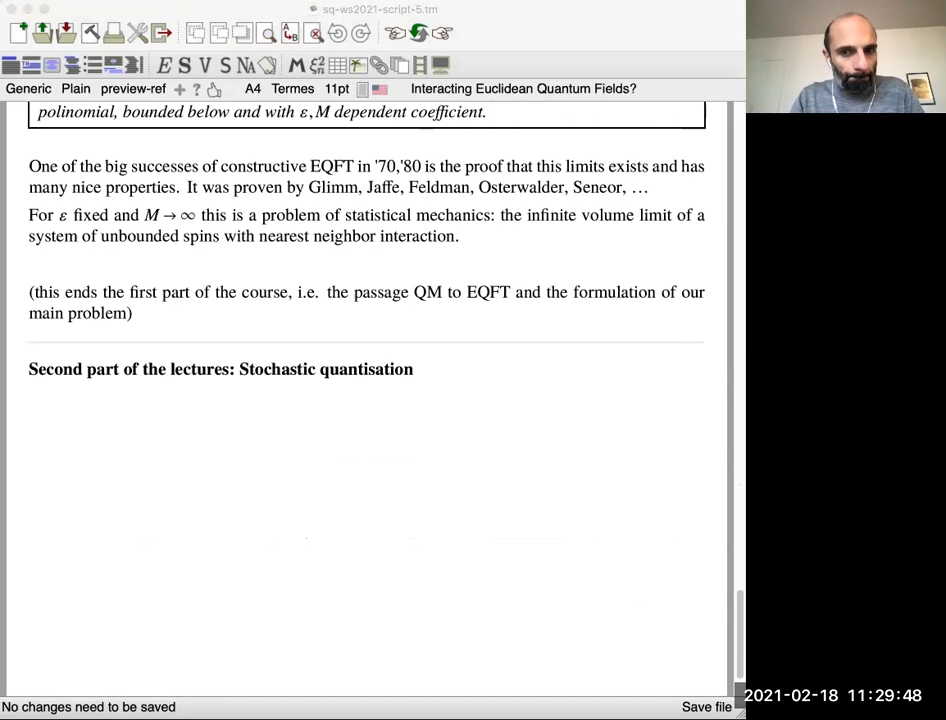 sq-ws2021-script-5.tm
E S V S NA M
Generic Plain preview-ref + ? A4 Termes 11pt Interacting Euclidean Quantum Fields?
polinomial, bounded below and with ε, M dependent coefficient.
One of the big successes of constructive EQFT in '70,'80 is the proof that this limits exists and has
many nice properties. It was proven by Glimm, Jaffe, Feldman, Osterwalder, Seneor, …
For ε fixed and M → ∞ this is a problem of statistical mechanics: the infinite volume limit of a
system of unbounded spins with nearest neighbor interaction.
(this ends the first part of the course, i.e. the passage QM to EQFT and the formulation of our
main problem)
Second part of the lectures: Stochastic quantisation
No changes need to be saved Save file
2021-02-18 11:29:48